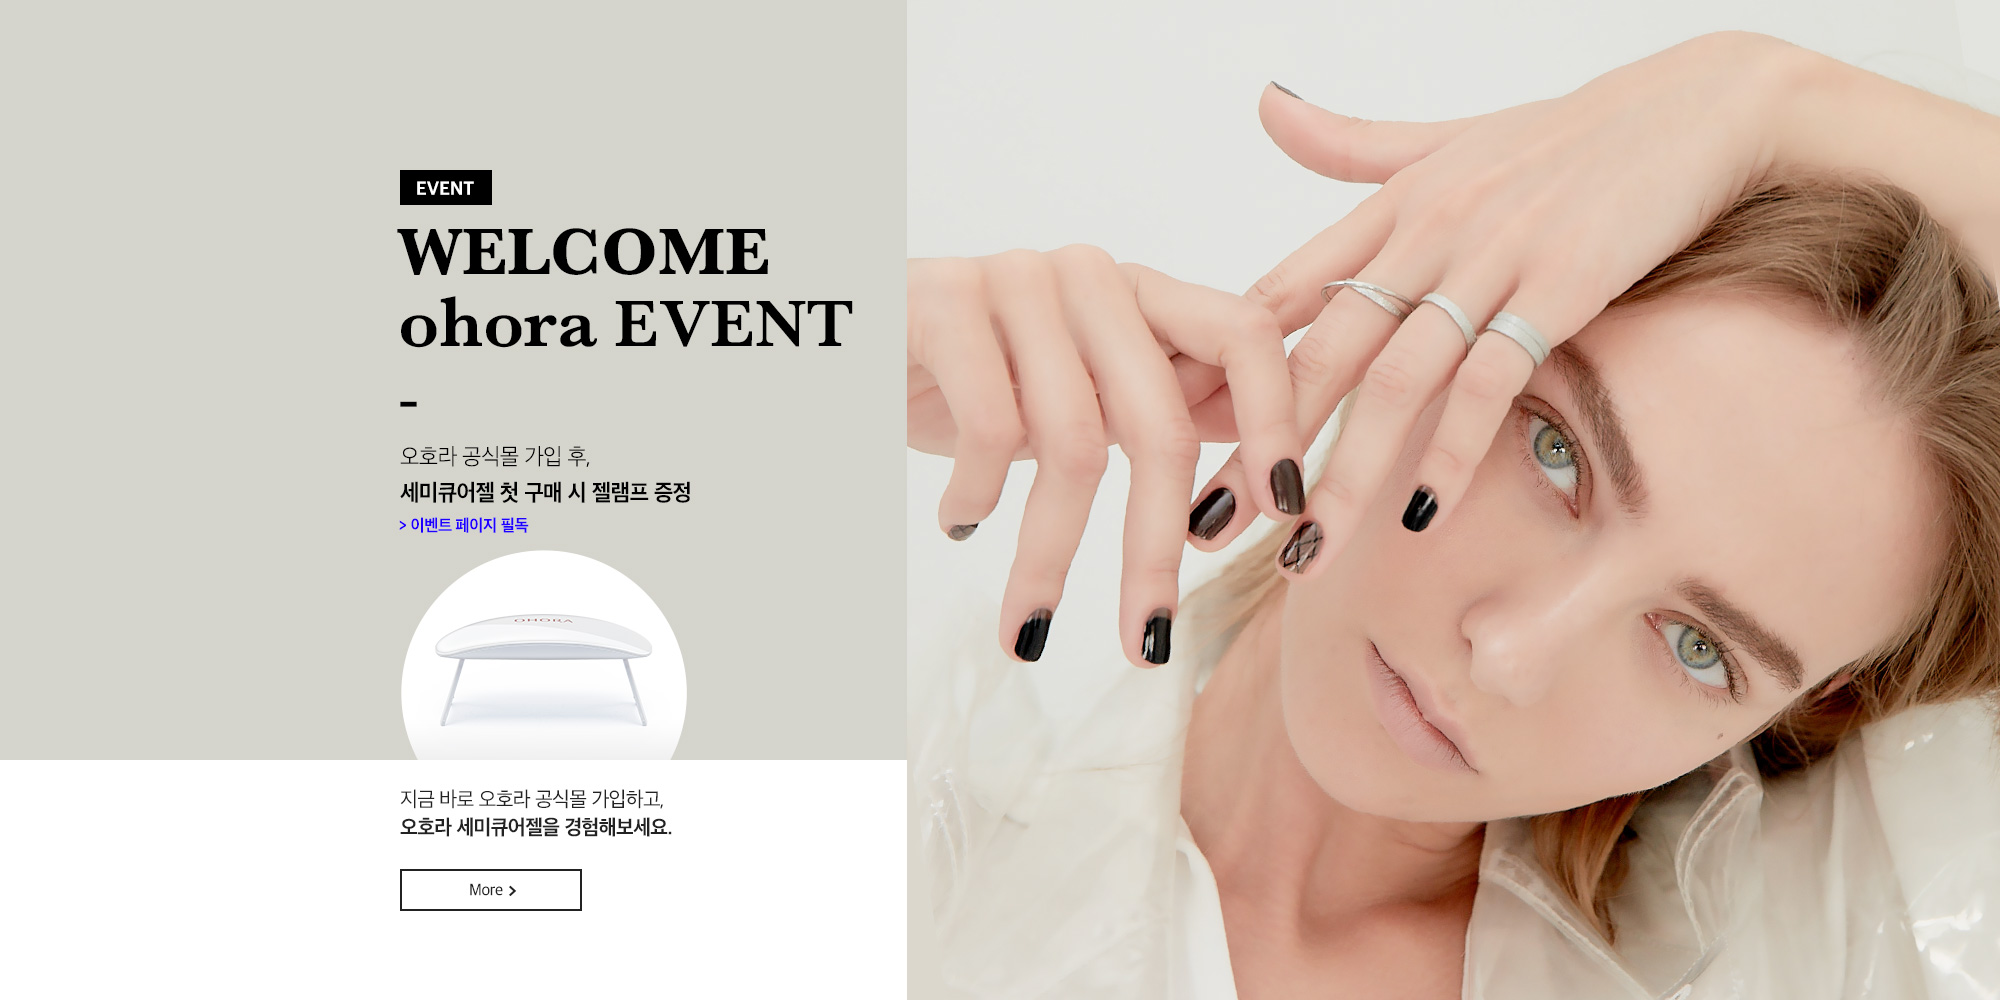 EVENT
WELCOME
ohora EVENT
-
오호라 공식몰 가입 후,
세미큐어젤 첫 구매 시 젤램프 증정
> 이벤트 페이지 필독
OHORA
지금 바로 오호라 공식몰 가입하고,
오호라 세미큐어젤을 경험해보세요.
More >